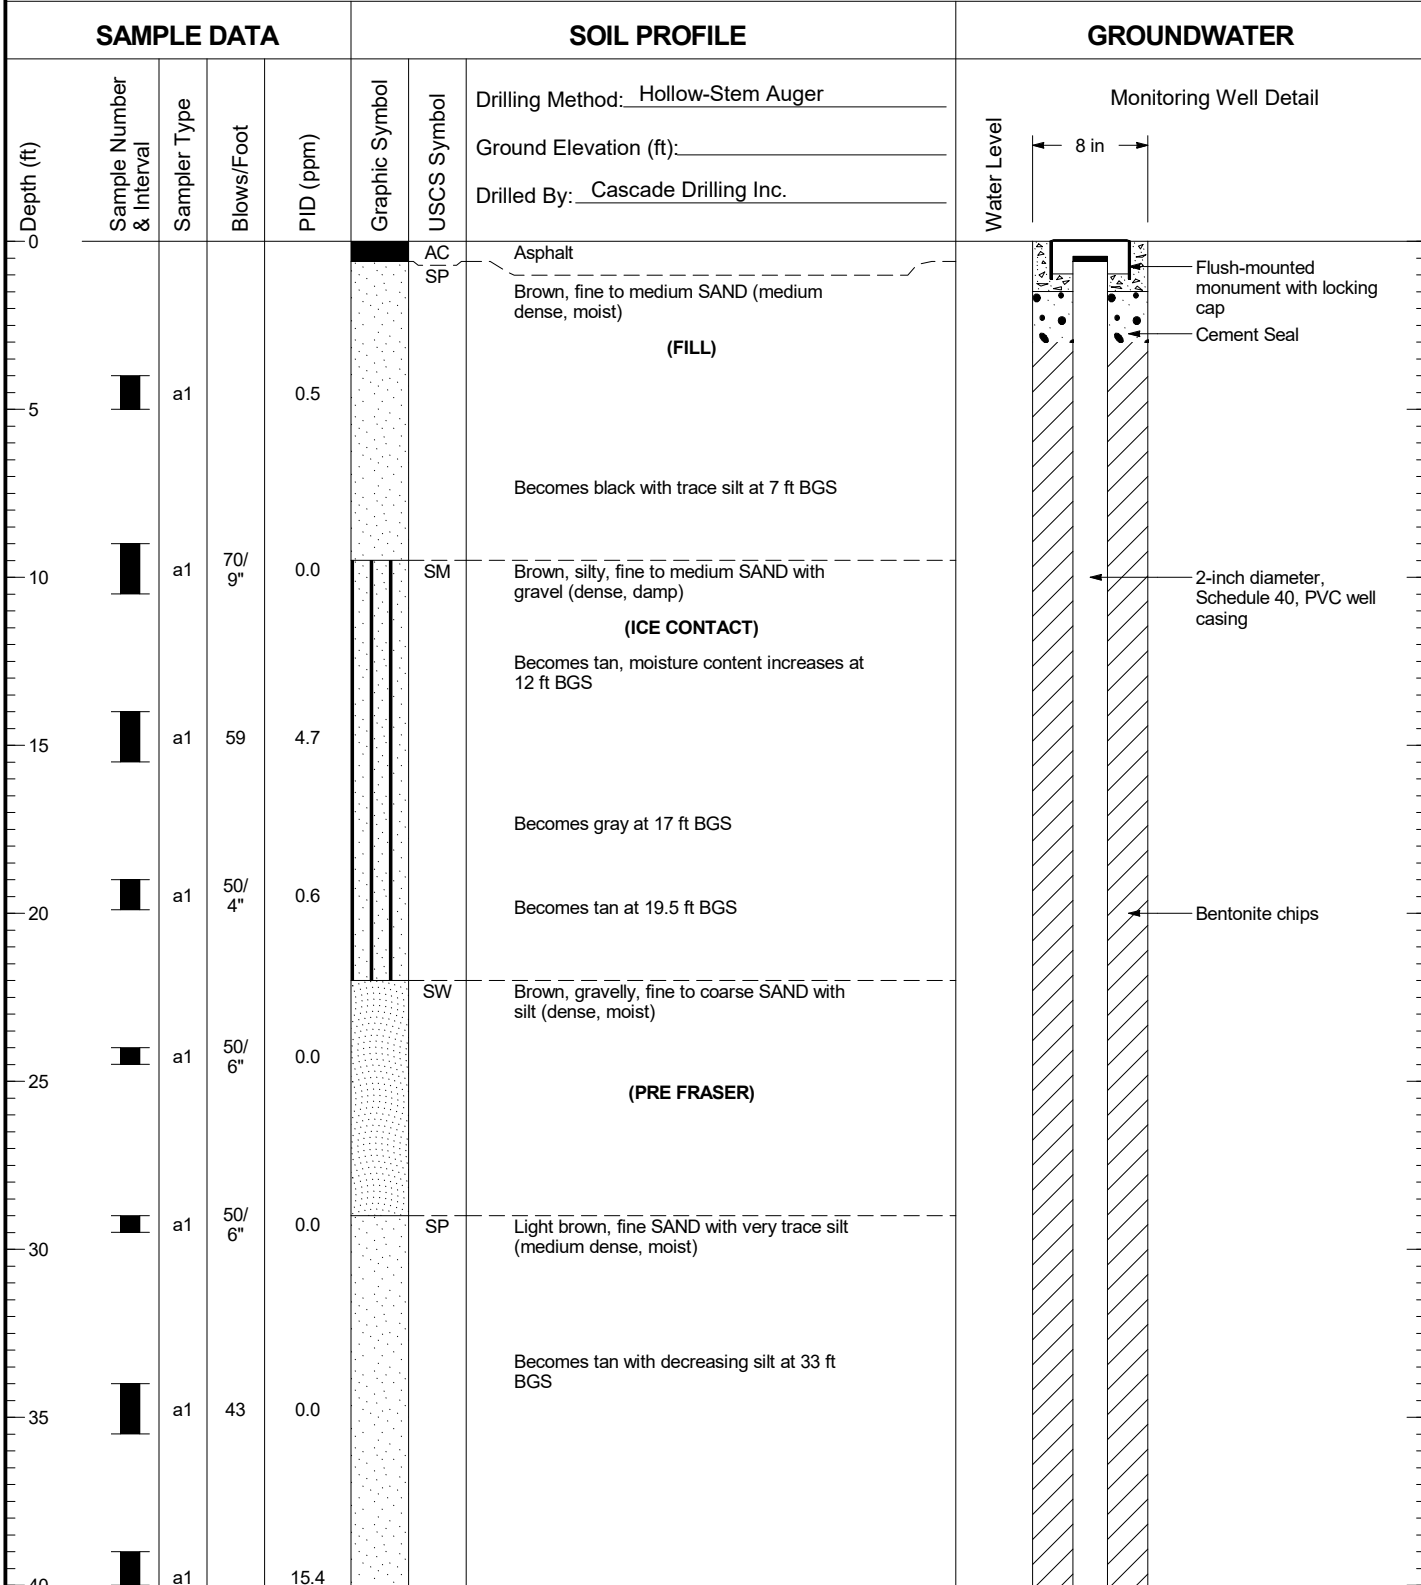 SAMPLE DATA
SOIL PROFILE
GROUNDWATER
Depth (ft)
Sample Number
& Interval
Sampler Type
Blows/Foot
PID (ppm)
Graphic Symbol
USCS Symbol
Drilling Method: Hollow-Stem Auger
Ground Elevation (ft):
Drilled By: Cascade Drilling Inc.
Water Level
Monitoring Well Detail
8 in
0
AC
Asphalt
SP
Brown, fine to medium SAND (medium
dense, moist)
(FILL)
Flush-mounted
monument with locking
cap
Cement Seal
a1
0.5
5
Becomes black with trace silt at 7 ft BGS
10
a1
70/
9"
0.0
SM
Brown, silty, fine to medium SAND with
gravel (dense, damp)
(ICE CONTACT)
2-inch diameter,
Schedule 40, PVC well
casing
Becomes tan, moisture content increases at
12 ft BGS
15
a1
59
4.7
Becomes gray at 17 ft BGS
a1
50/
4"
0.6
20
Becomes tan at 19.5 ft BGS
Bentonite chips
SW
Brown, gravelly, fine to coarse SAND with
silt (dense, moist)
a1
50/
6"
0.0
25
(PRE FRASER)
a1
50/
6"
0.0
SP
Light brown, fine SAND with very trace silt
(medium dense, moist)
30
Becomes tan with decreasing silt at 33 ft
BGS
35
a1
43
0.0
a1
15.4
40